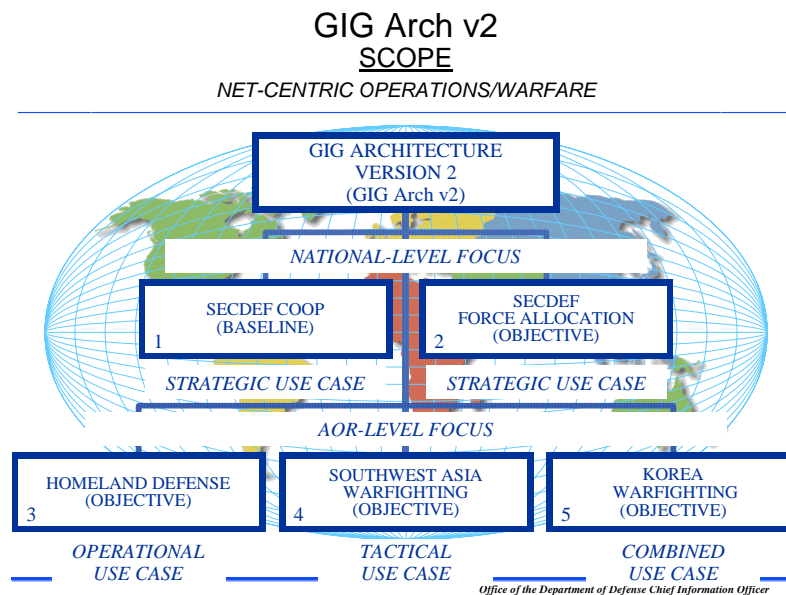 GIG Arch v2
SCOPE
NET-CENTRIC OPERATIONS/WARFARE
GIG ARCHITECTURE
VERSION 2
(GIG Arch v2)
NATIONAL-LEVEL FOCUS
SECDEF COOP
(BASELINE)
1
SECDEF
FORCE ALLOCATION
(OBJECTIVE)
2
STRATEGIC USE CASE
STRATEGIC USE CASE
AOR-LEVEL FOCUS
HOMELAND DEFENSE
(OBJECTIVE)
3
SOUTHWEST ASIA
WARFIGHTING
(OBJECTIVE)
4
KOREA
WARFIGHTING
(OBJECTIVE)
5
OPERATIONAL
USE CASE
TACTICAL
USE CASE
COMBINED
USE CASE
Office of the Department of Defense Chief Information Officer